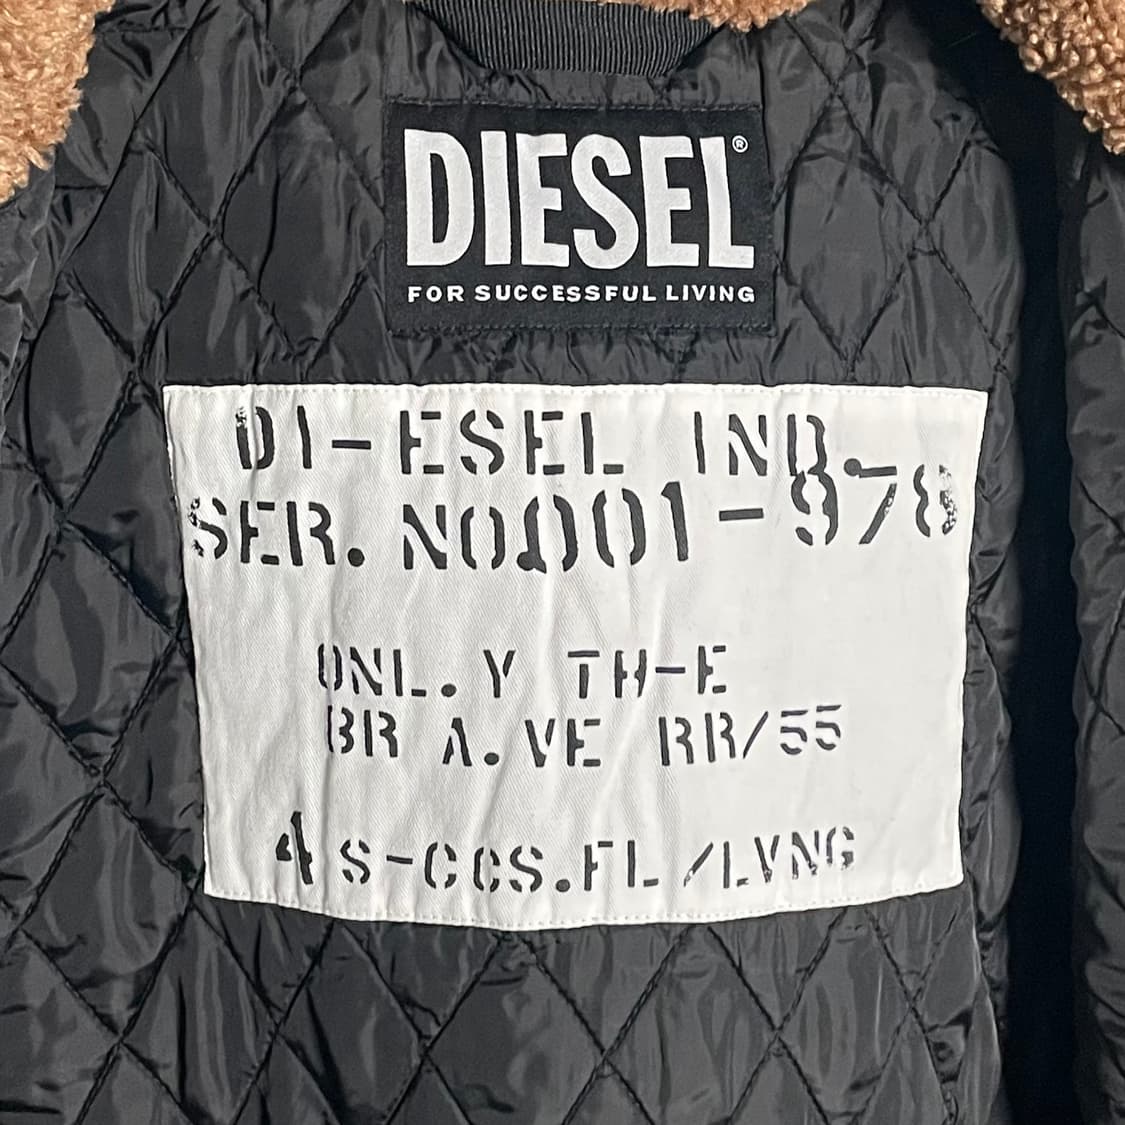 DIESEL®
FOR SUCCESSFUL LIVING
DI-ESEL IND.
SER. NO.001-978
ONL.Y TH-E
BR A.VE RR/55
4 S-CCS.FL/LVNG